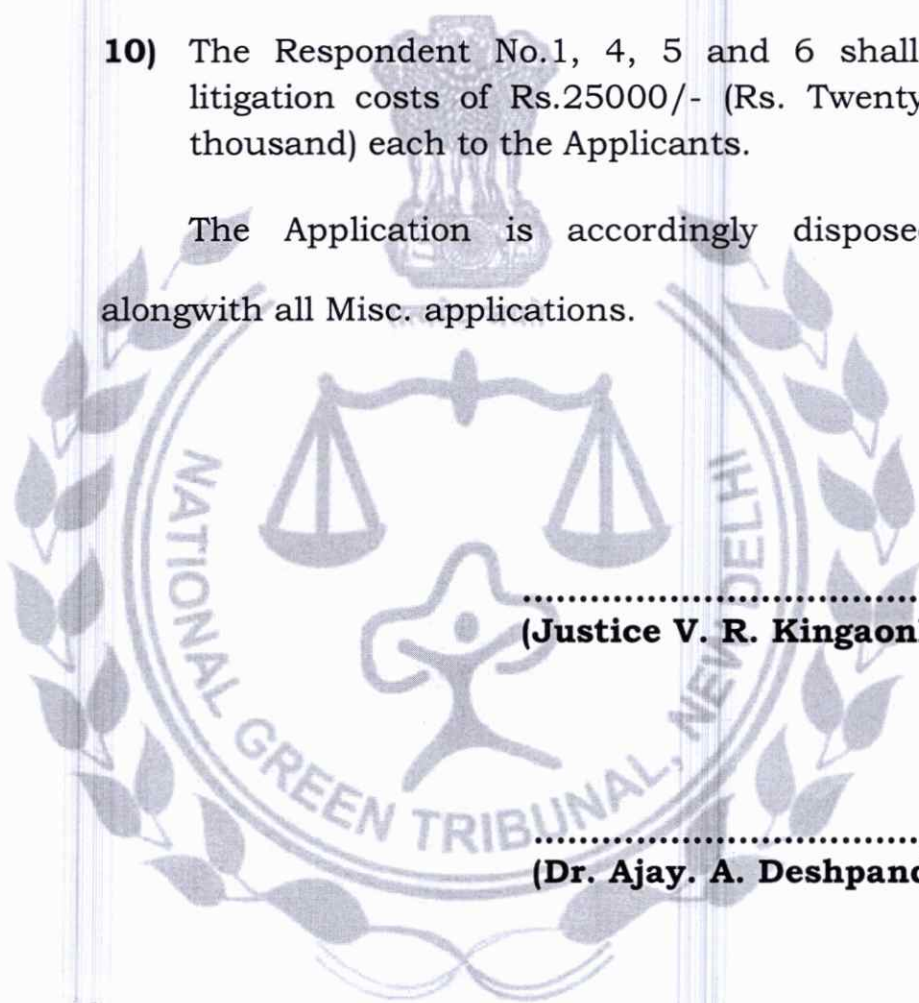 10) The Respondent No.1, 4, 5 and 6 shall
litigation costs of Rs.25000/- (Rs. Twenty
thousand) each to the Applicants.
The Application is accordingly dispose
alongwith all Misc. applications.
NATIONAL GREEN TRIBUNAL, NEW DELHI
....................................
(Justice V. R. Kingaon
....................................
(Dr. Ajay. A. Deshpand